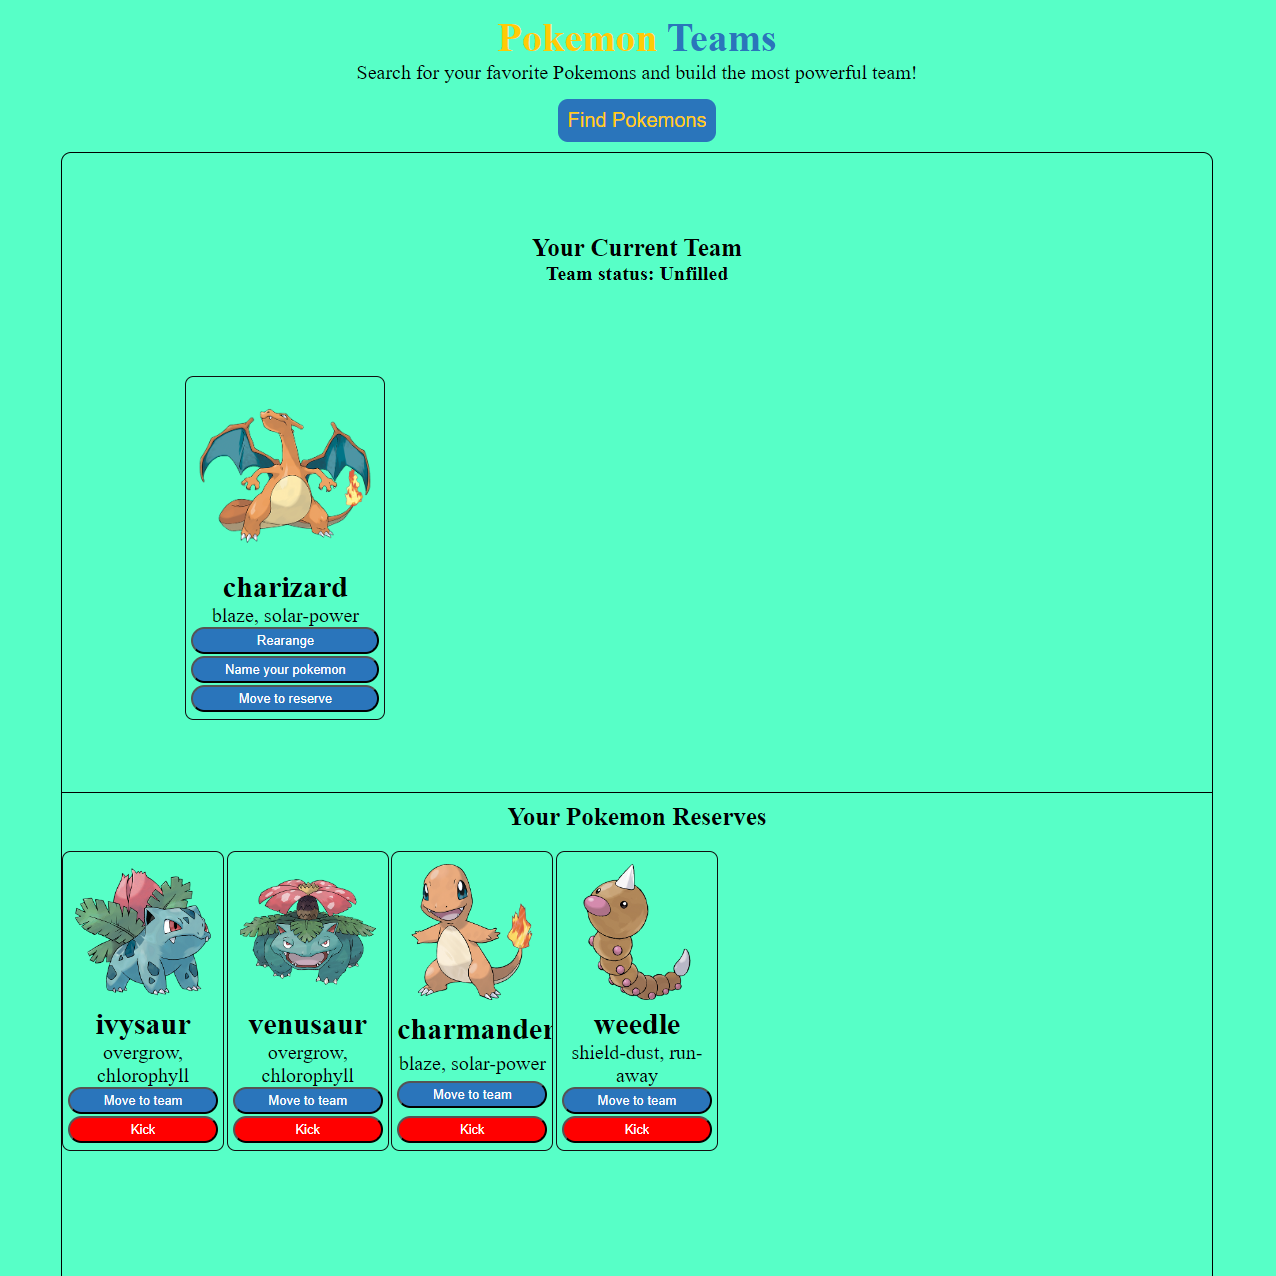 Pokemon Teams
Search for your favorite Pokemons and build the most powerful team!
Find Pokemons
Your Current Team
Team status: Unfilled
charizard
blaze, solar-power
Rearange
Name your pokemon
Move to reserve
Your Pokemon Reserves
ivysaur
overgrow,
chlorophyll
Move to team
Kick
venusaur
overgrow,
chlorophyll
Move to team
Kick
charmander
blaze, solar-power
Move to team
Kick
weedle
shield-dust, run-
away
Move to team
Kick